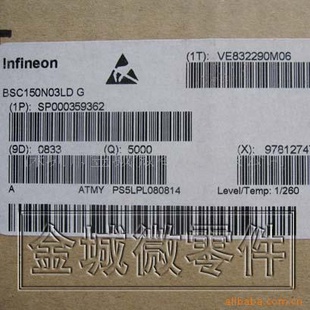 Infineon
(1T): VE832290M06
BSC150N03LD G
(1P): SP000359362
(9D): 0833
(Q): 5000
(X): 97812747
A
ATMY PS5LPL080814
Level/Temp: 1/260
金城微零件